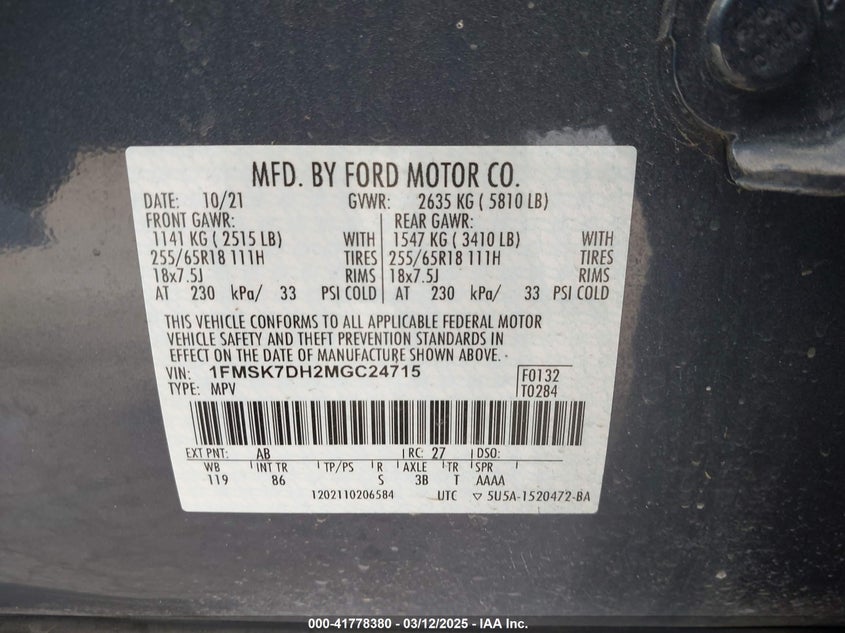 MFD. BY FORD MOTOR CO.
DATE: 10/21 GVWR: 2635 KG ( 5810 LB)
FRONT GAWR: REAR GAWR:
1141 KG ( 2515 LB) WITH 1547 KG ( 3410 LB) WITH
255/65R18 111H TIRES 255/65R18 111H TIRES
18x7.5J RIMS 18x7.5J RIMS
AT 230 kPa/ 33 PSI COLD AT 230 kPa/ 33 PSI COLD
THIS VEHICLE CONFORMS TO ALL APPLICABLE FEDERAL MOTOR
VEHICLE SAFETY AND THEFT PREVENTION STANDARDS IN
EFFECT ON THE DATE OF MANUFACTURE SHOWN ABOVE.
VIN: 1FMSK7DH2MGC24715 F0132
TYPE: MPV T0284
EXT PNT: AB RC: 27 DSO:
WB INT TR TP/PS R AXLE TR SPR
119 86 S 3B T AAAA
1202110206584 UTC ▽ 5U5A-1520472-BA
000-41778380 - 03/12/2025 - IAA Inc.